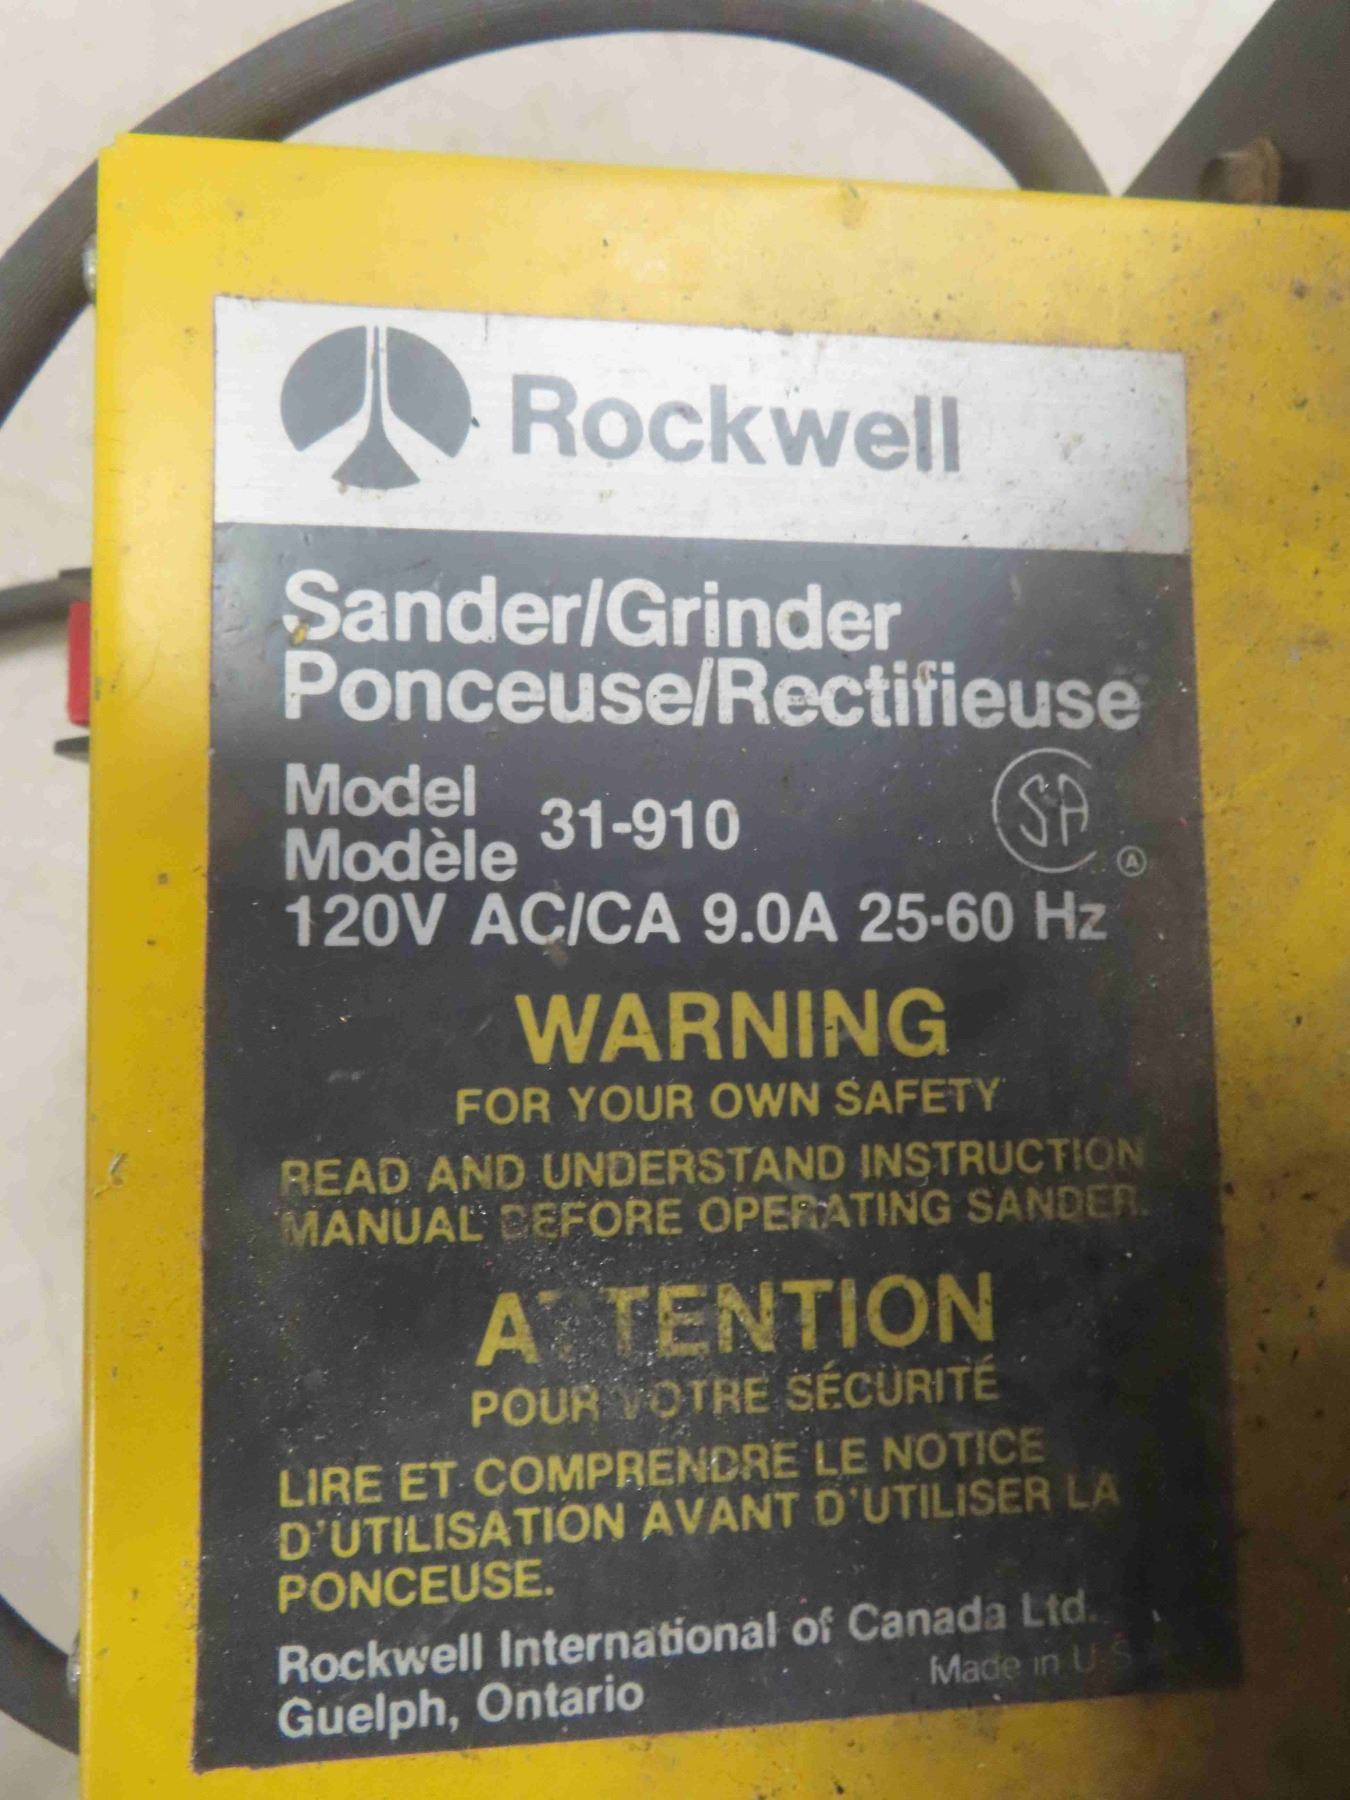 Rockwell
Sander/Grinder
Ponceuse/Rectifieuse
Model
Modèle
31-910
SA
A
120V AC/CA 9.0A 25-60 Hz
WARNING
FOR YOUR OWN SAFETY
READ AND UNDERSTAND INSTRUCTION
MANUAL BEFORE OPERATING SANDER.
ATTENTION
POUR VOTRE SÉCURITÉ
LIRE ET COMPRENDRE LE NOTICE
D'UTILISATION AVANT D'UTILISER LA
PONCEUSE.
Rockwell International of Canada Ltd.
Guelph, Ontario
Made in U.S.